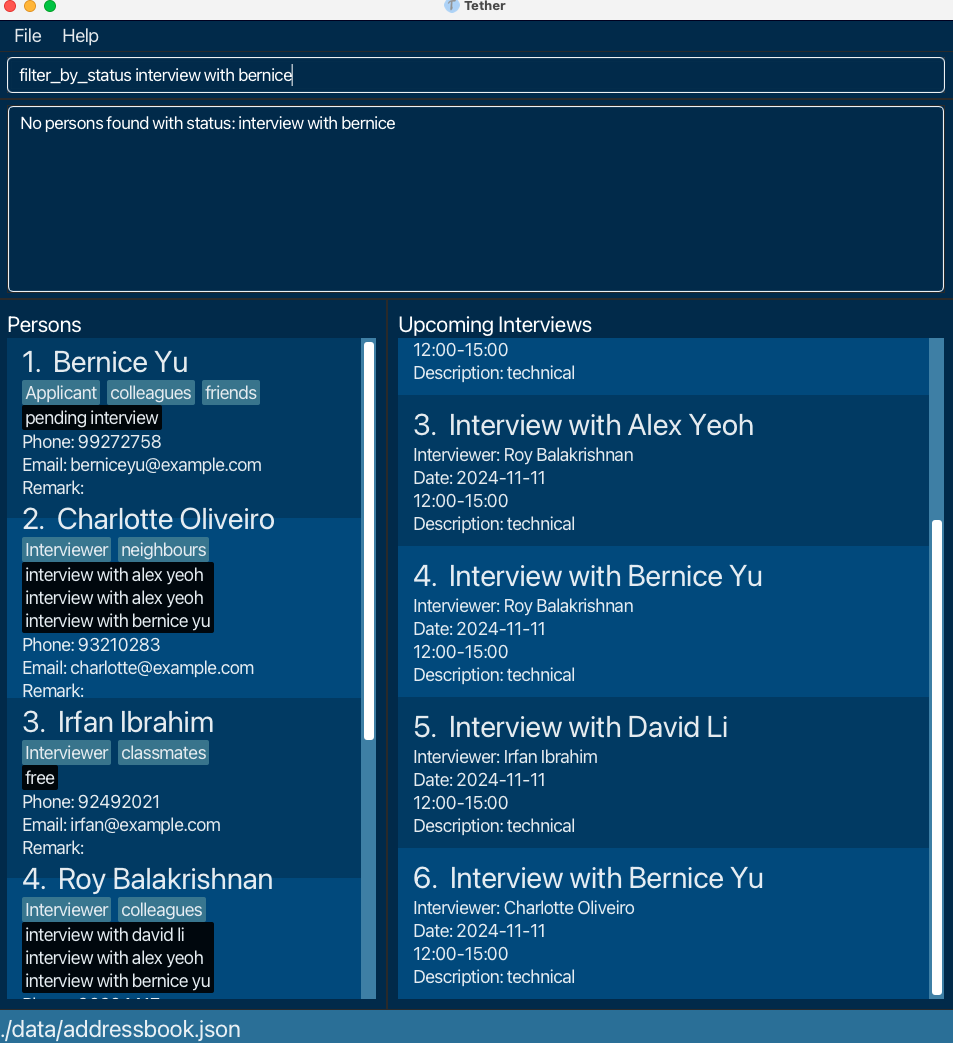 Tether
File Help
filter_by_status interview with bernice
No persons found with status: interview with bernice
Persons
1. Bernice Yu
Applicant colleagues friends
pending interview
Phone: 99272758
Email: berniceyu@example.com
Remark:
2. Charlotte Oliveiro
Interviewer neighbours
interview with alex yeoh
interview with alex yeoh
interview with bernice yu
Phone: 93210283
Email: charlotte@example.com
Remark:
3. Irfan Ibrahim
Interviewer classmates
free
Phone: 92492021
Email: irfan@example.com
Remark:
4. Roy Balakrishnan
Interviewer colleagues
interview with david li
interview with alex yeoh
interview with bernice yu
Upcoming Interviews
12:00-15:00
Description: technical
3. Interview with Alex Yeoh
Interviewer: Roy Balakrishnan
Date: 2024-11-11
12:00-15:00
Description: technical
4. Interview with Bernice Yu
Interviewer: Roy Balakrishnan
Date: 2024-11-11
12:00-15:00
Description: technical
5. Interview with David Li
Interviewer: Irfan Ibrahim
Date: 2024-11-11
12:00-15:00
Description: technical
6. Interview with Bernice Yu
Interviewer: Charlotte Oliveiro
Date: 2024-11-11
12:00-15:00
Description: technical
./data/addressbook.json